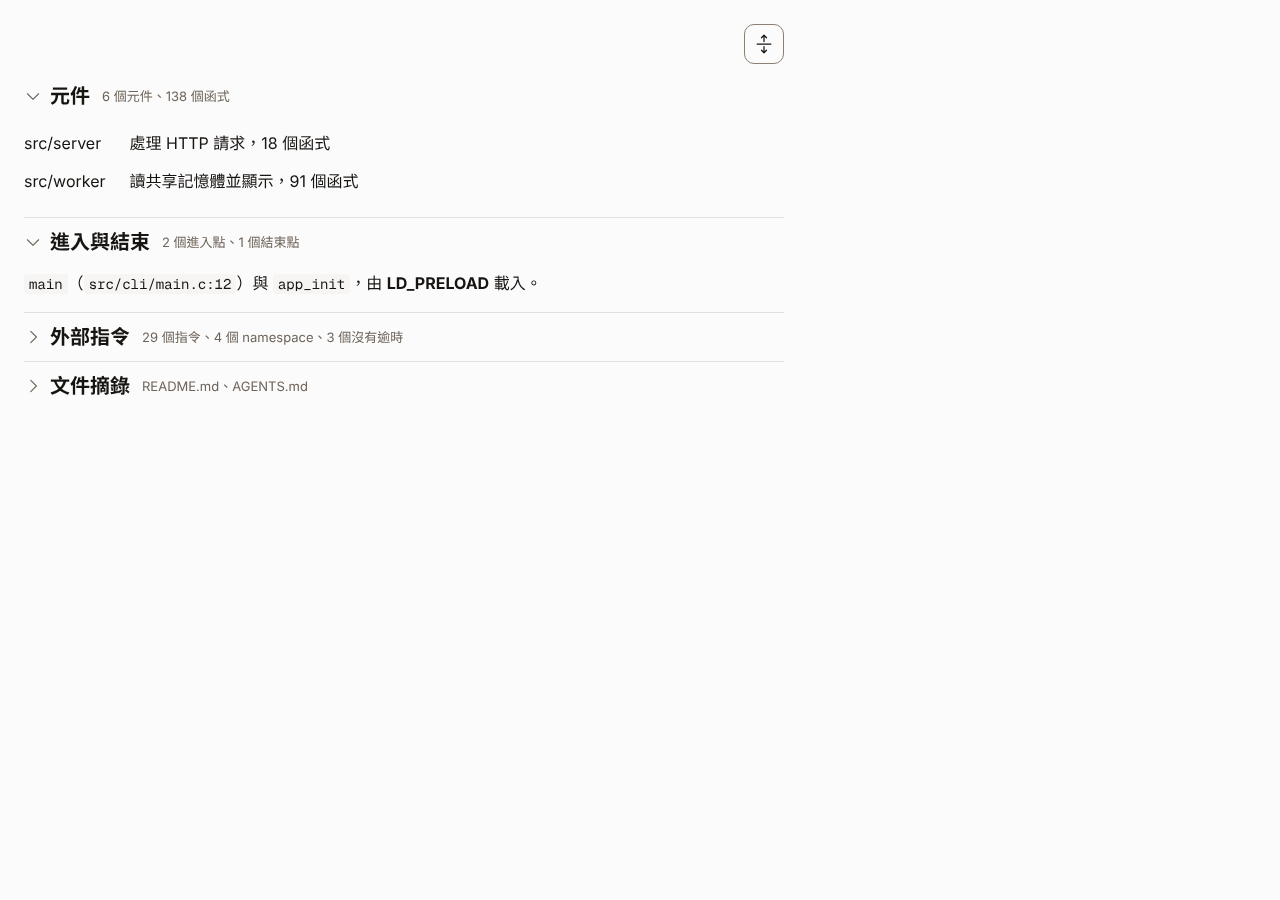 元件 6 個元件、138 個函式
src/server 處理 HTTP 請求，18 個函式
src/worker 讀共享記憶體並顯示，91 個函式
進入與結束 2 個進入點、1 個結束點
main（src/cli/main.c:12）與 app_init，由 LD_PRELOAD 載入。
外部指令 29 個指令、4 個 namespace、3 個沒有逾時
文件摘錄 README.md、AGENTS.md